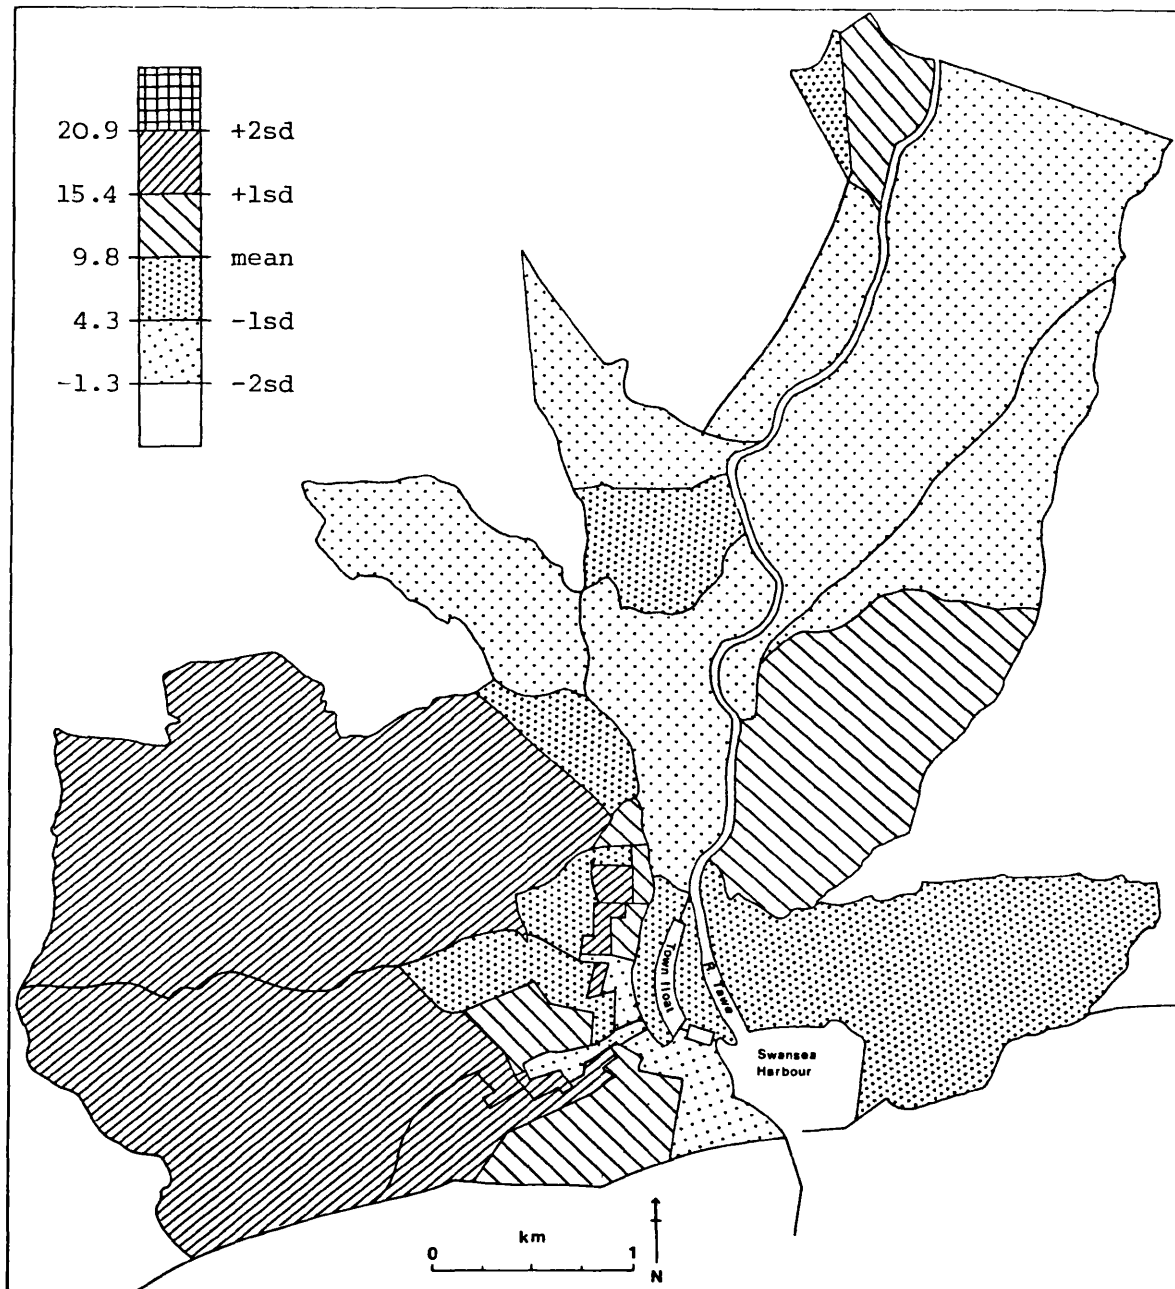 20.9 +2sd
15.4 +1sd
9.8 mean
4.3 -1sd
-1.3 -2sd
Town Float
R. Tawe
Swansea
Harbour
km
0 1
N